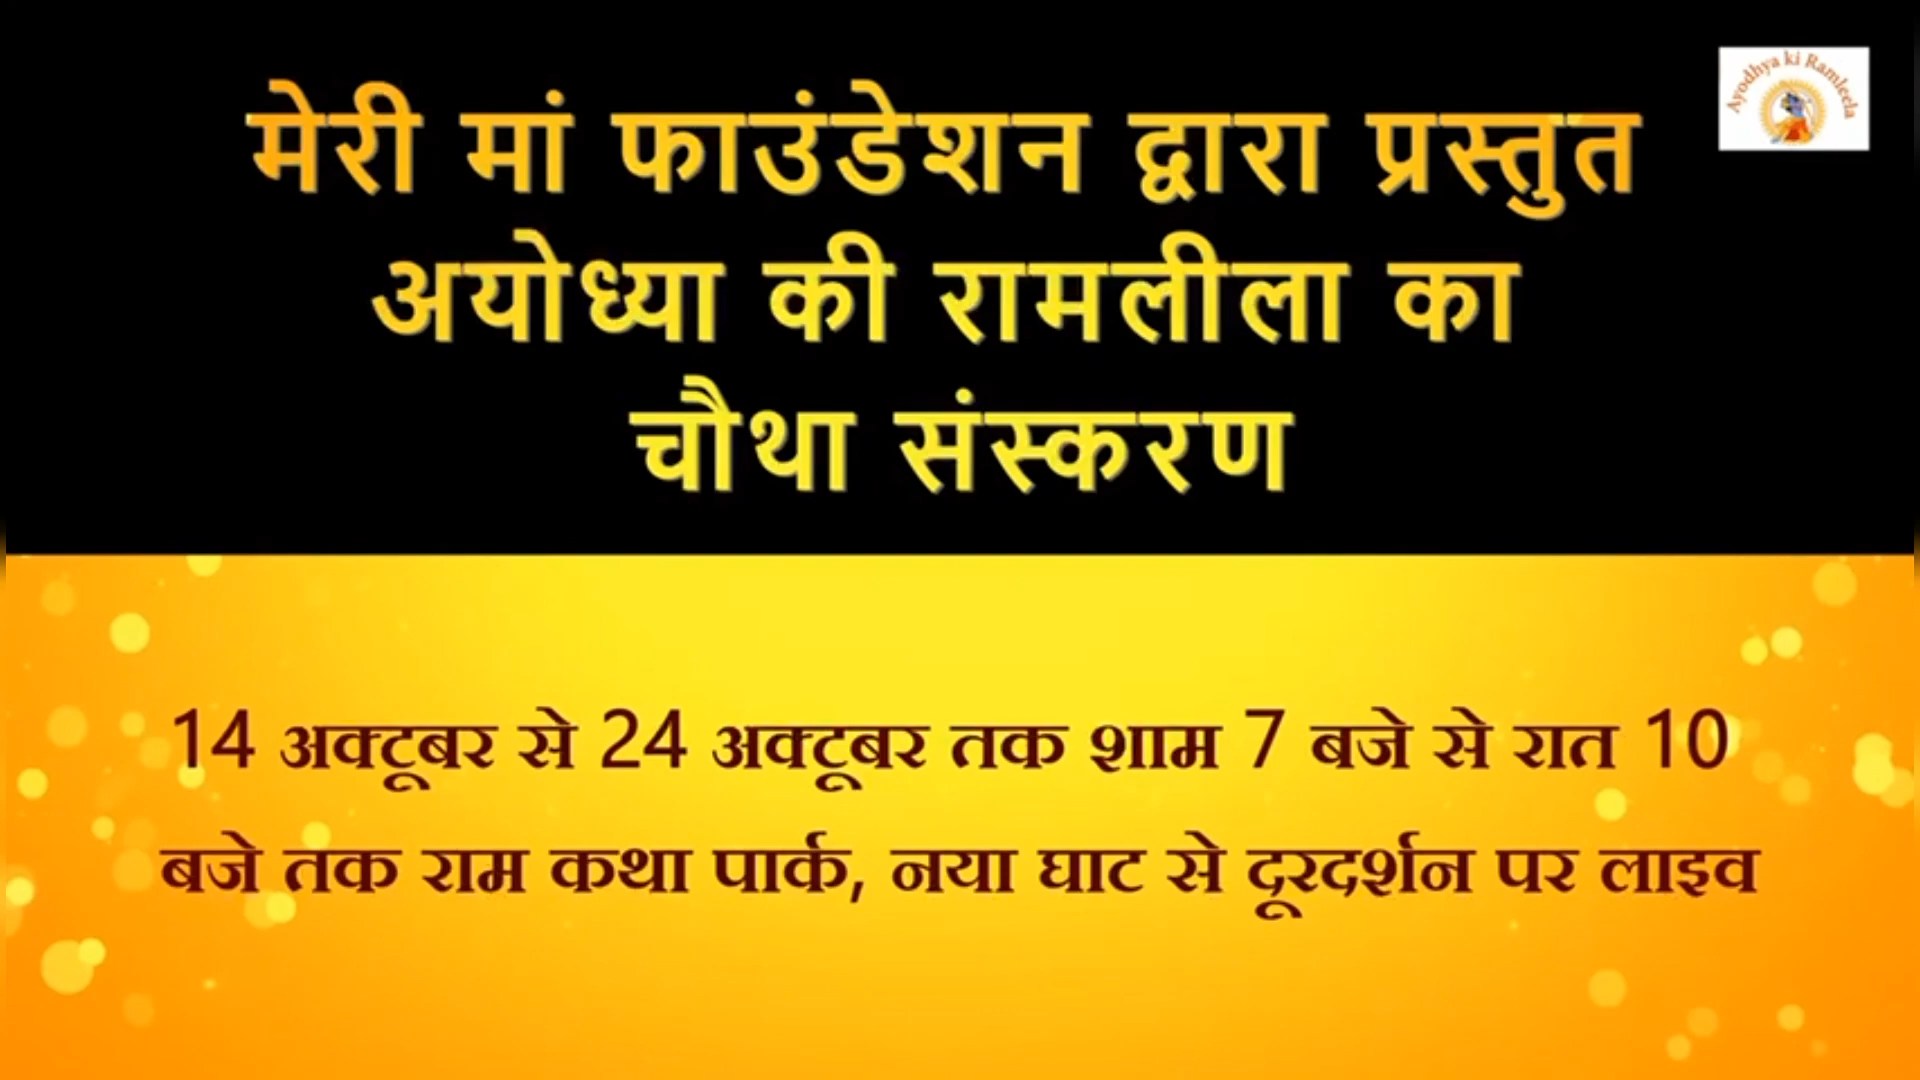 मेरी मां फाउंडेशन द्वारा प्रस्तुत
अयोध्या की रामलीला का
चौथा संस्करण
Ayodhya ki Ramleela
14 अक्टूबर से 24 अक्टूबर तक शाम 7 बजे से रात 10
बजे तक राम कथा पार्क, नया घाट से दूरदर्शन पर लाइव